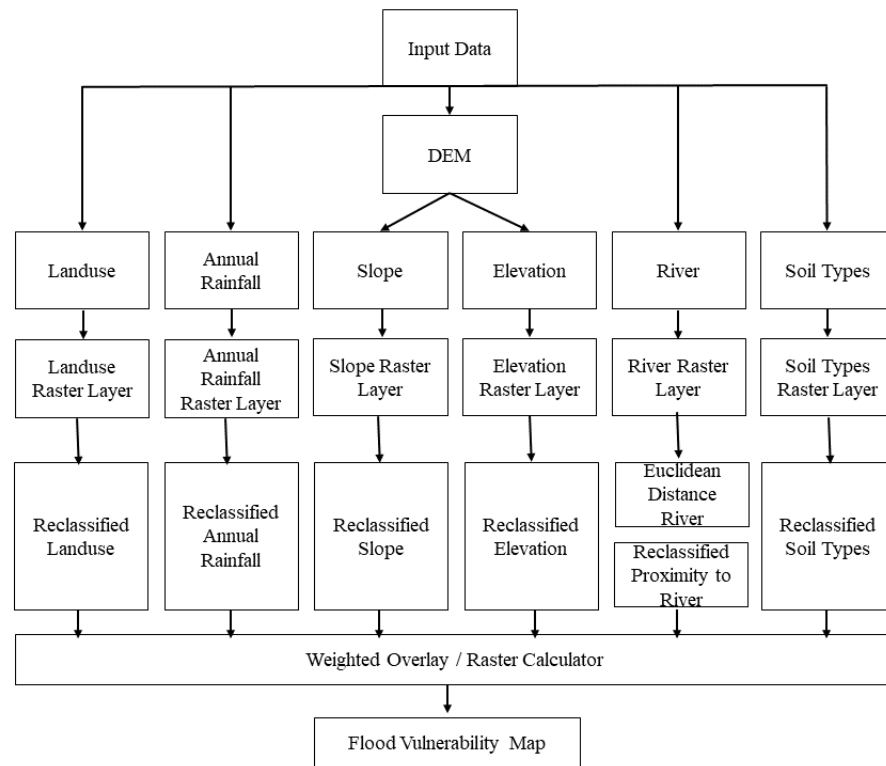 Input Data
DEM
Landuse
Annual
Rainfall
Slope
Elevation
River
Soil Types
Landuse
Raster Layer
Annual
Rainfall
Raster Layer
Slope Raster
Layer
Elevation
Raster Layer
River Raster
Layer
Soil Types
Raster Layer
Reclassified
Landuse
Reclassified
Annual
Rainfall
Reclassified
Slope
Reclassified
Elevation
Euclidean
Distance
River
Reclassified
Proximity to
River
Reclassified
Soil Types
Weighted Overlay / Raster Calculator
Flood Vulnerability Map